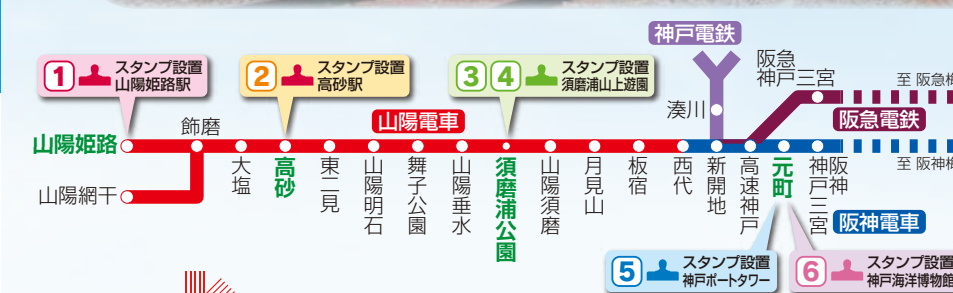 神戸電鉄
阪急
神戸三宮
至 阪急梅
1
スタンプ設置
山陽姫路駅
2
スタンプ設置
高砂駅
3 4
スタンプ設置
須磨浦山上遊園
湊川
阪急電鉄
山陽電車
山陽姫路
飾磨
至 阪神梅
山陽網干
大塩
高砂
東二見
山陽明石
舞子公園
山陽垂水
須磨浦公園
山陽須磨
月見山
板宿
西代
新開地
高速神戸
元町
阪神
神戸三宮
阪神電車
5
スタンプ設置
神戸ポートタワー
6
スタンプ設置
神戸海洋博物館